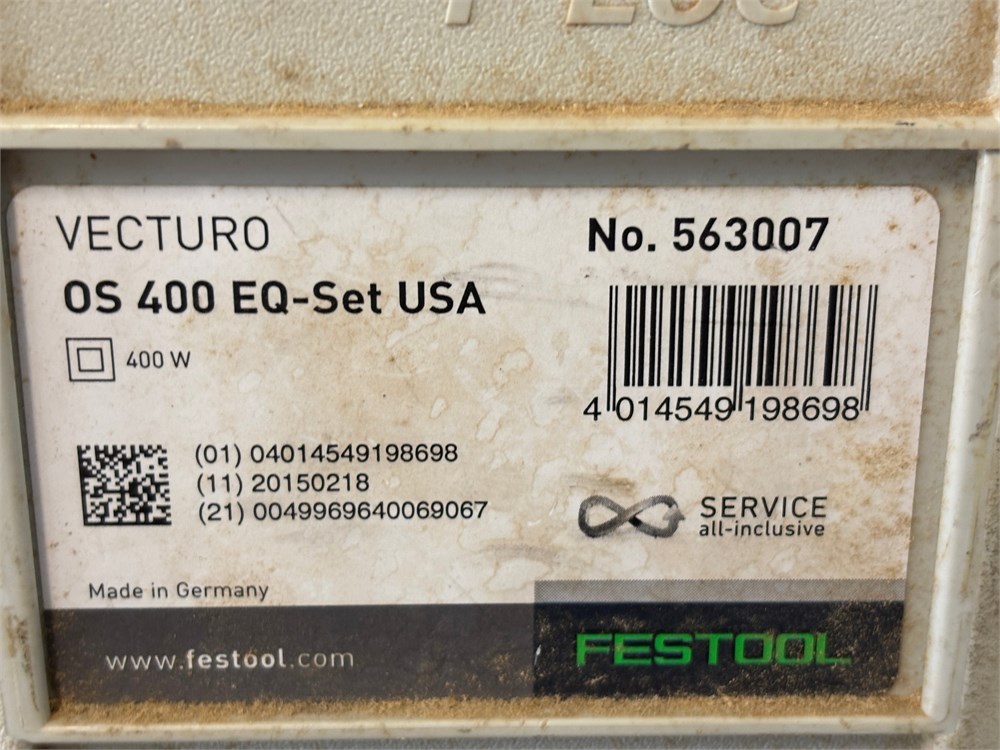 VECTURO
No. 563007
OS 400 EQ-Set USA
400 W
4 014549 198698
(01) 04014549198698
(11) 20150218
(21) 0049969640069067
SERVICE
all-inclusive
Made in Germany
www.festool.com
FESTOOL